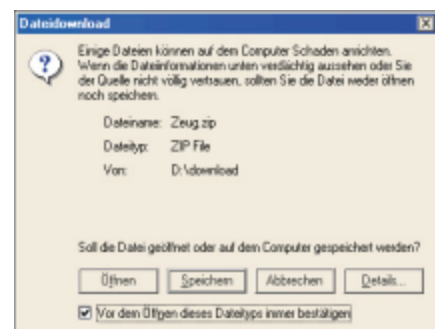 Dateidownload
Einige Dateien können auf dem Computer Schaden anrichten.
Wenn die Dateiinformationen unten verdächtig aussehen oder Sie
der Quelle nicht völlig vertrauen, sollten Sie die Datei weder öffnen
noch speichern.
Dateiname: Zeug.zip
Dateityp: ZIP File
Von: D:\download
Soll die Datei geöffnet oder auf dem Computer gespeichert werden?
Öffnen Speichern Abbrechen Details...
Vor dem Öffnen dieses Dateityps immer bestätigen